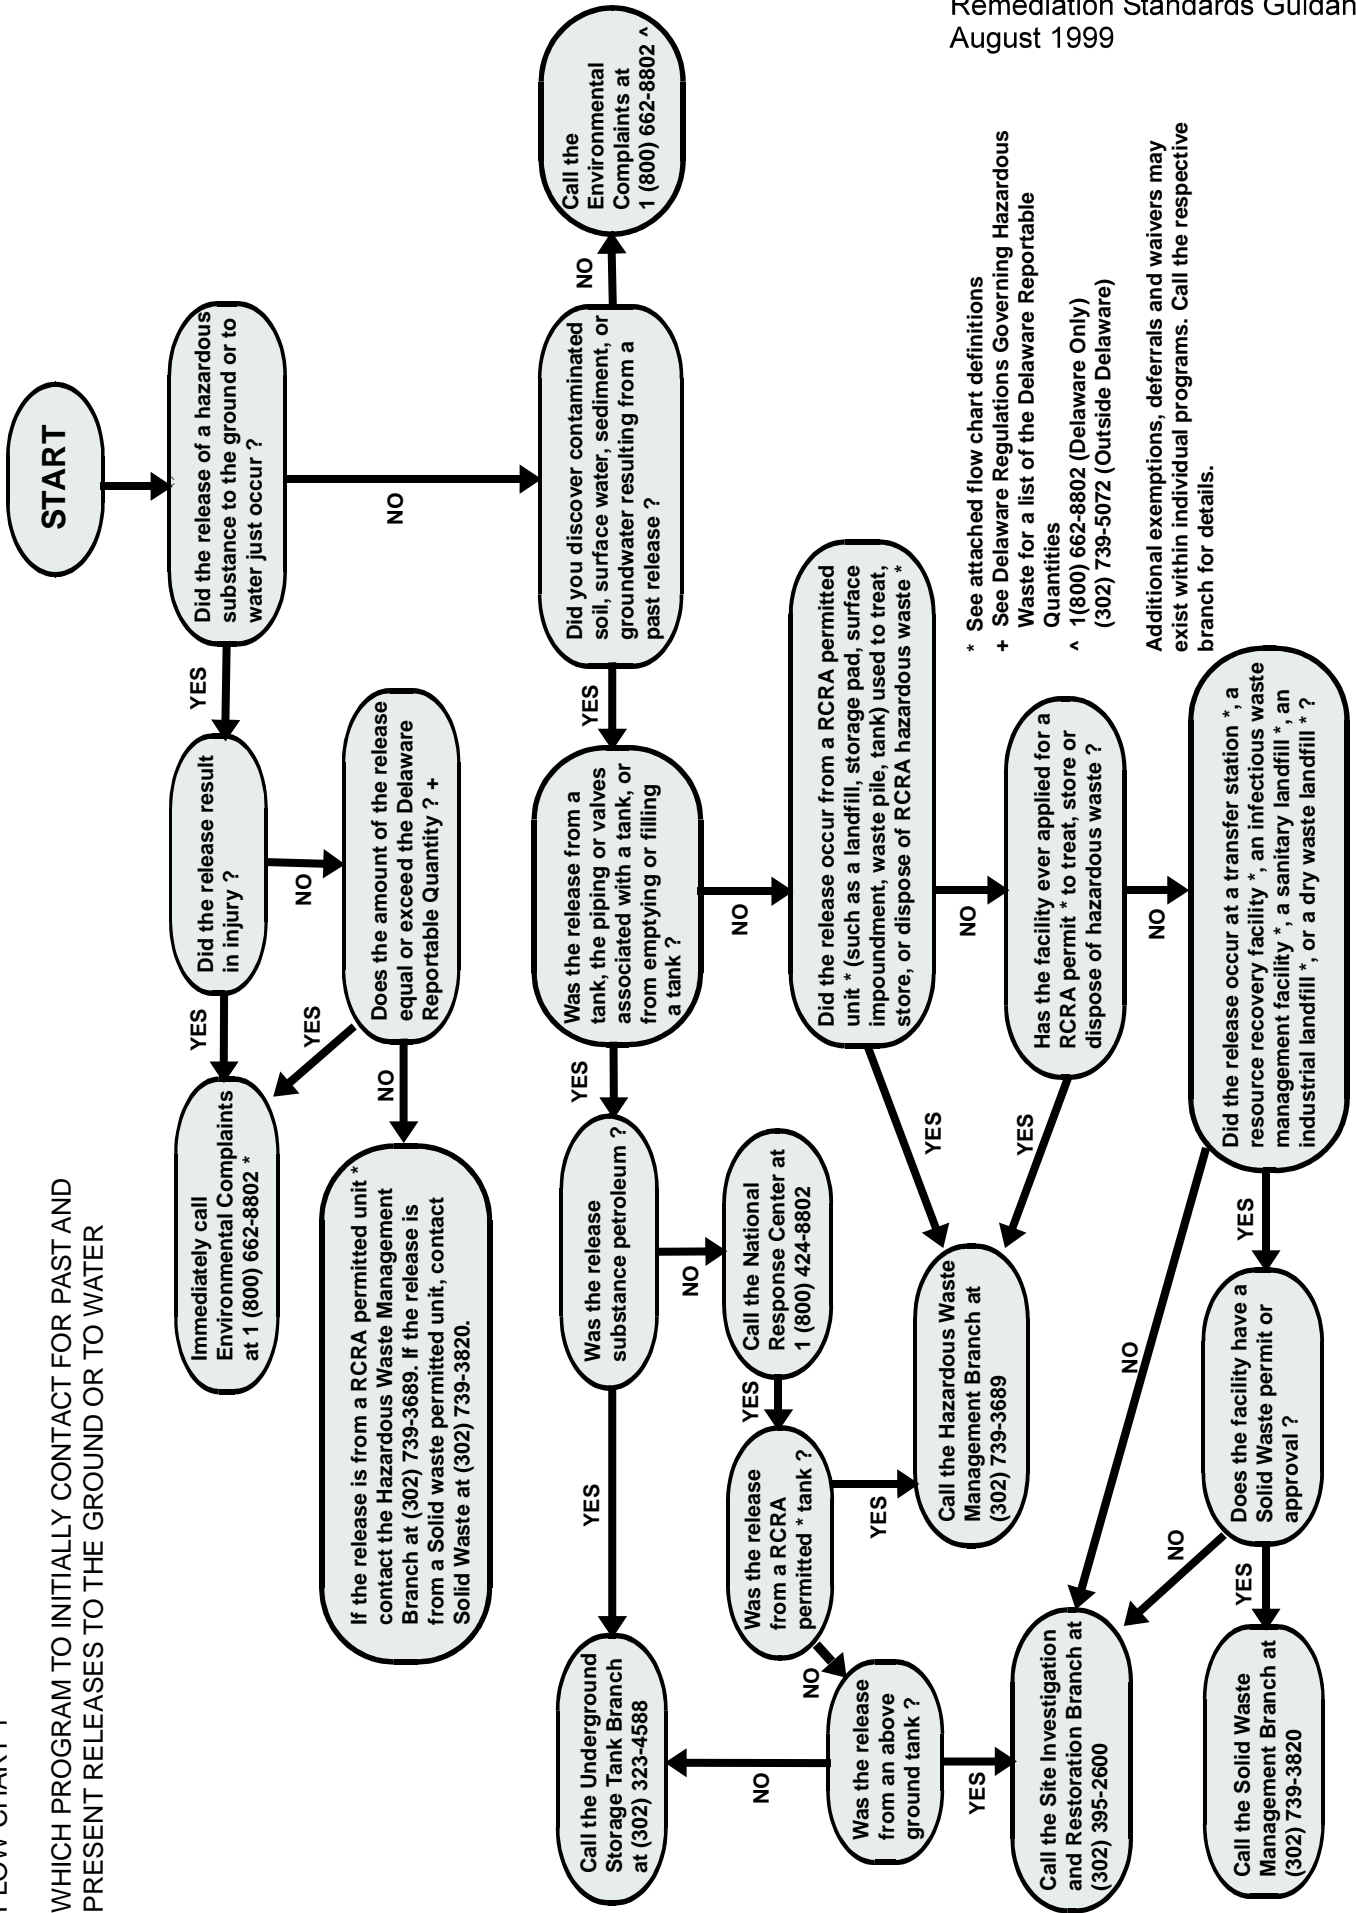 Remediation Standards Guidan
August 1999
FLOW CHART 1
WHICH PROGRAM TO INITIALLY CONTACT FOR PAST AND
PRESENT RELEASES TO THE GROUND OR TO WATER
START
Did the release of a hazardous
substance to the ground or to
water just occur ?
YES
NO
Did the release result
in injury ?
YES
NO
Immediately call
Environmental Complaints
at 1 (800) 662-8802 *
Does the amount of the release
equal or exceed the Delaware
Reportable Quantity ? +
YES
NO
If the release is from a RCRA permitted unit *
contact the Hazardous Waste Management
Branch at (302) 739-3689. If the release is
from a Solid waste permitted unit, contact
Solid Waste at (302) 739-3820.
Did you discover contaminated
soil, surface water, sediment, or
groundwater resulting from a
past release ?
NO
Call the
Environmental
Complaints at
1 (800) 662-8802 ^
YES
Was the release from a
tank, the piping or valves
associated with a tank, or
from emptying or filling
a tank ?
YES
NO
Was the release
substance petroleum ?
YES
NO
Call the Underground
Storage Tank Branch
at (302) 323-4588
Call the National
Response Center at
1 (800) 424-8802
YES
Was the release
from a RCRA
permitted * tank ?
YES
NO
Was the release
from an above
ground tank ?
NO
YES
Did the release occur from a RCRA permitted
unit * (such as a landfill, storage pad, surface
impoundment, waste pile, tank) used to treat,
store, or dispose of RCRA hazardous waste *
YES
NO
Call the Hazardous Waste
Management Branch at
(302) 739-3689
Has the facility ever applied for a
RCRA permit * to treat, store or
dispose of hazardous waste ?
YES
NO
Did the release occur at a transfer station *, a
resource recovery facility *, an infectious waste
management facility *, a sanitary landfill *, an
industrial landfill *, or a dry waste landfill * ?
NO
YES
Does the facility have a
Solid Waste permit or
approval ?
NO
YES
Call the Site Investigation
and Restoration Branch at
(302) 395-2600
Call the Solid Waste
Management Branch at
(302) 739-3820
* See attached flow chart definitions
+ See Delaware Regulations Governing Hazardous
Waste for a list of the Delaware Reportable
Quantities
^ 1(800) 662-8802 (Delaware Only)
(302) 739-5072 (Outside Delaware)
Additional exemptions, deferrals and waivers may
exist within individual programs. Call the respective
branch for details.